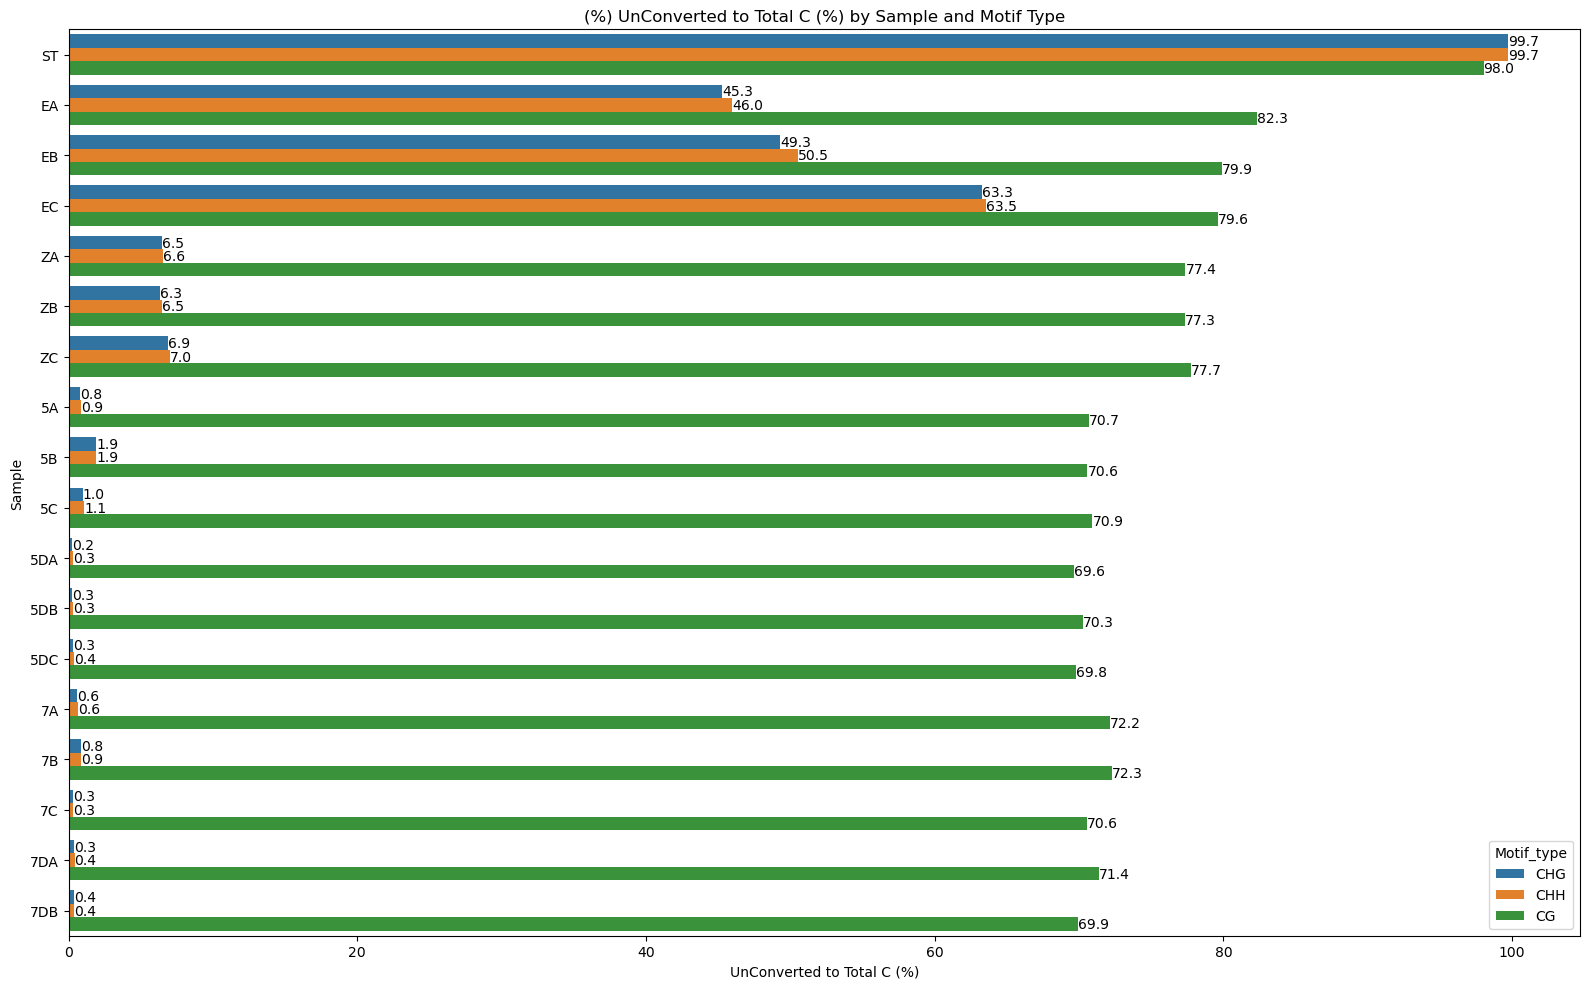 (%) UnConverted to Total C (%) by Sample and Motif Type
Sample
ST
99.7
99.7
98.0
EA
45.3
46.0
82.3
EB
49.3
50.5
79.9
EC
63.3
63.5
79.6
ZA
6.5
6.6
77.4
ZB
6.3
6.5
77.3
ZC
6.9
7.0
77.7
5A
0.8
0.9
70.7
5B
1.9
1.9
70.6
5C
1.0
1.1
70.9
5DA
0.2
0.3
69.6
5DB
0.3
0.3
70.3
5DC
0.3
0.4
69.8
7A
0.6
0.6
72.2
7B
0.8
0.9
72.3
7C
0.3
0.3
70.6
7DA
0.3
0.4
71.4
7DB
0.4
0.4
69.9
Motif_type
CHG
CHH
CG
0 20 40 60 80 100
UnConverted to Total C (%)